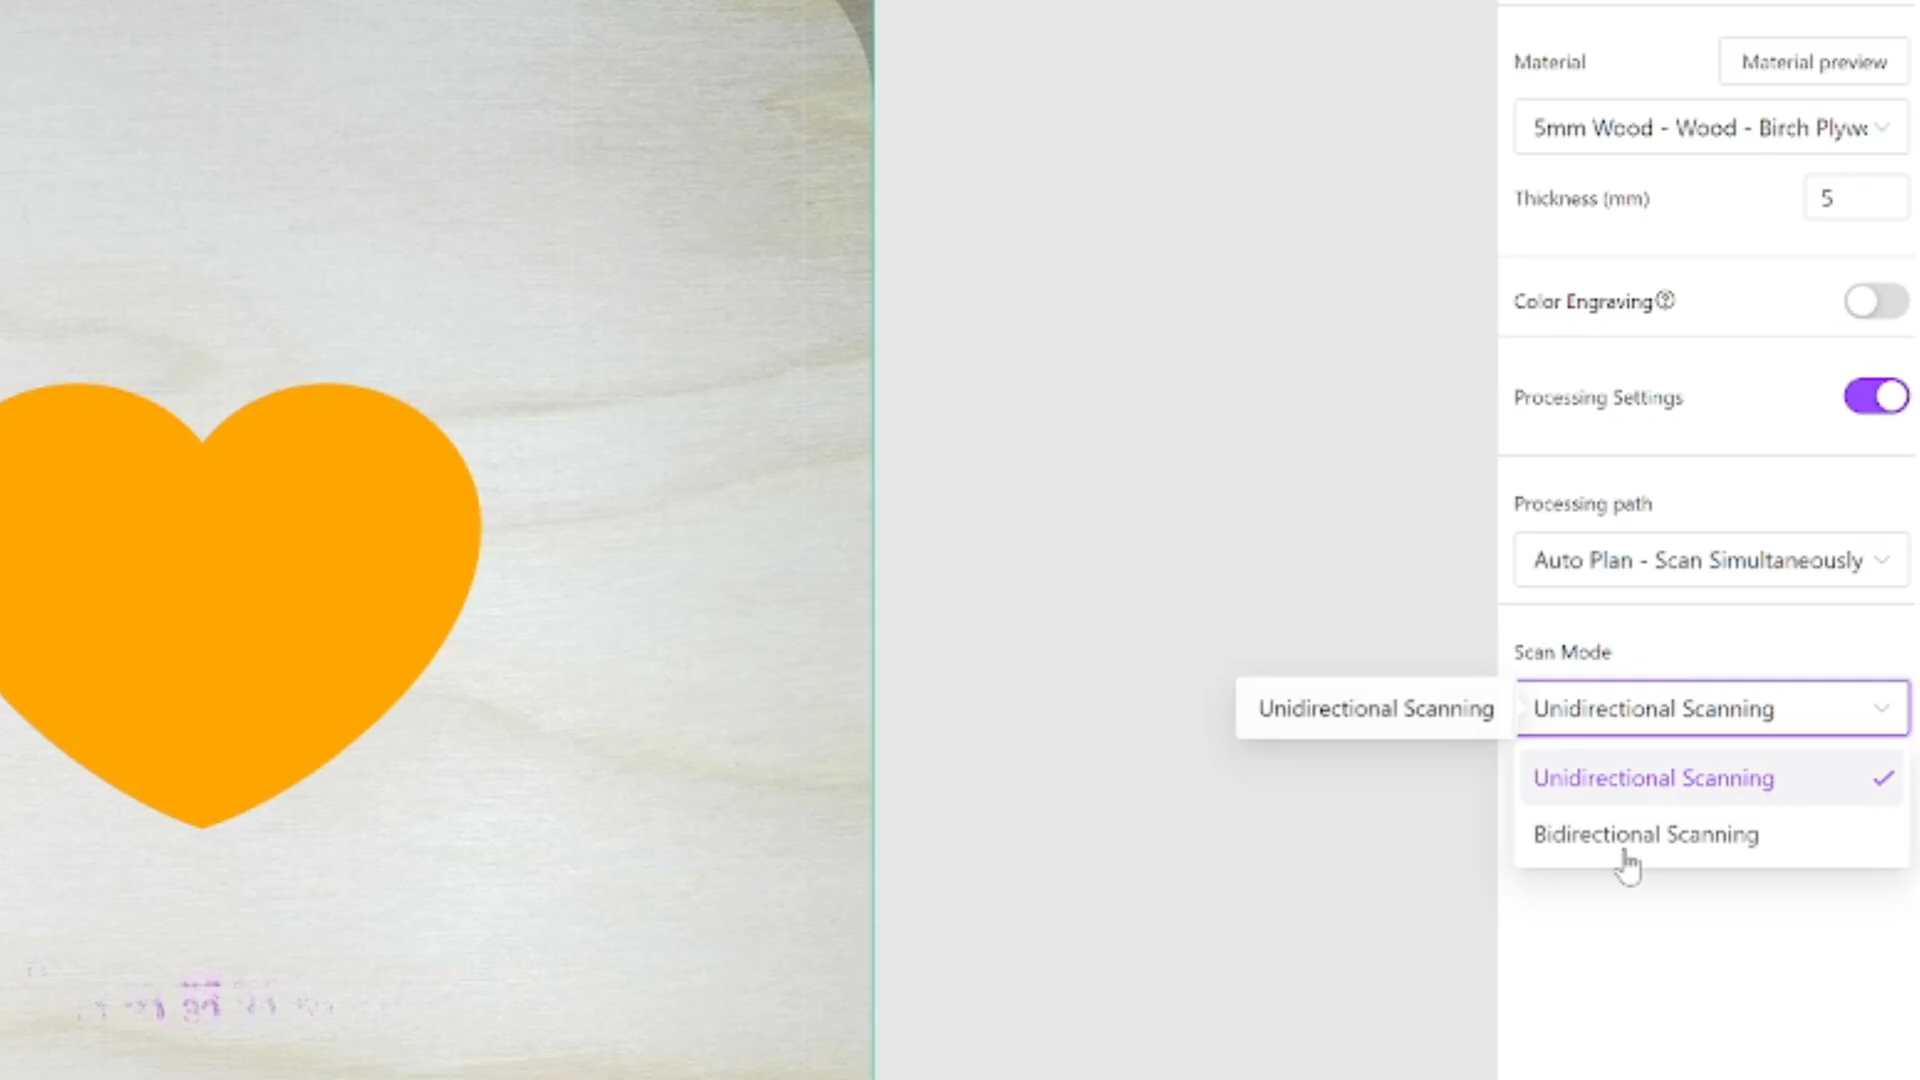 Material
Material preview
5mm Wood - Wood - Birch Plyw
Thickness (mm)
5
Color Engraving
Processing Settings
Processing path
Auto Plan - Scan Simultaneously
Scan Mode
Unidirectional Scanning
Unidirectional Scanning
Unidirectional Scanning
Bidirectional Scanning